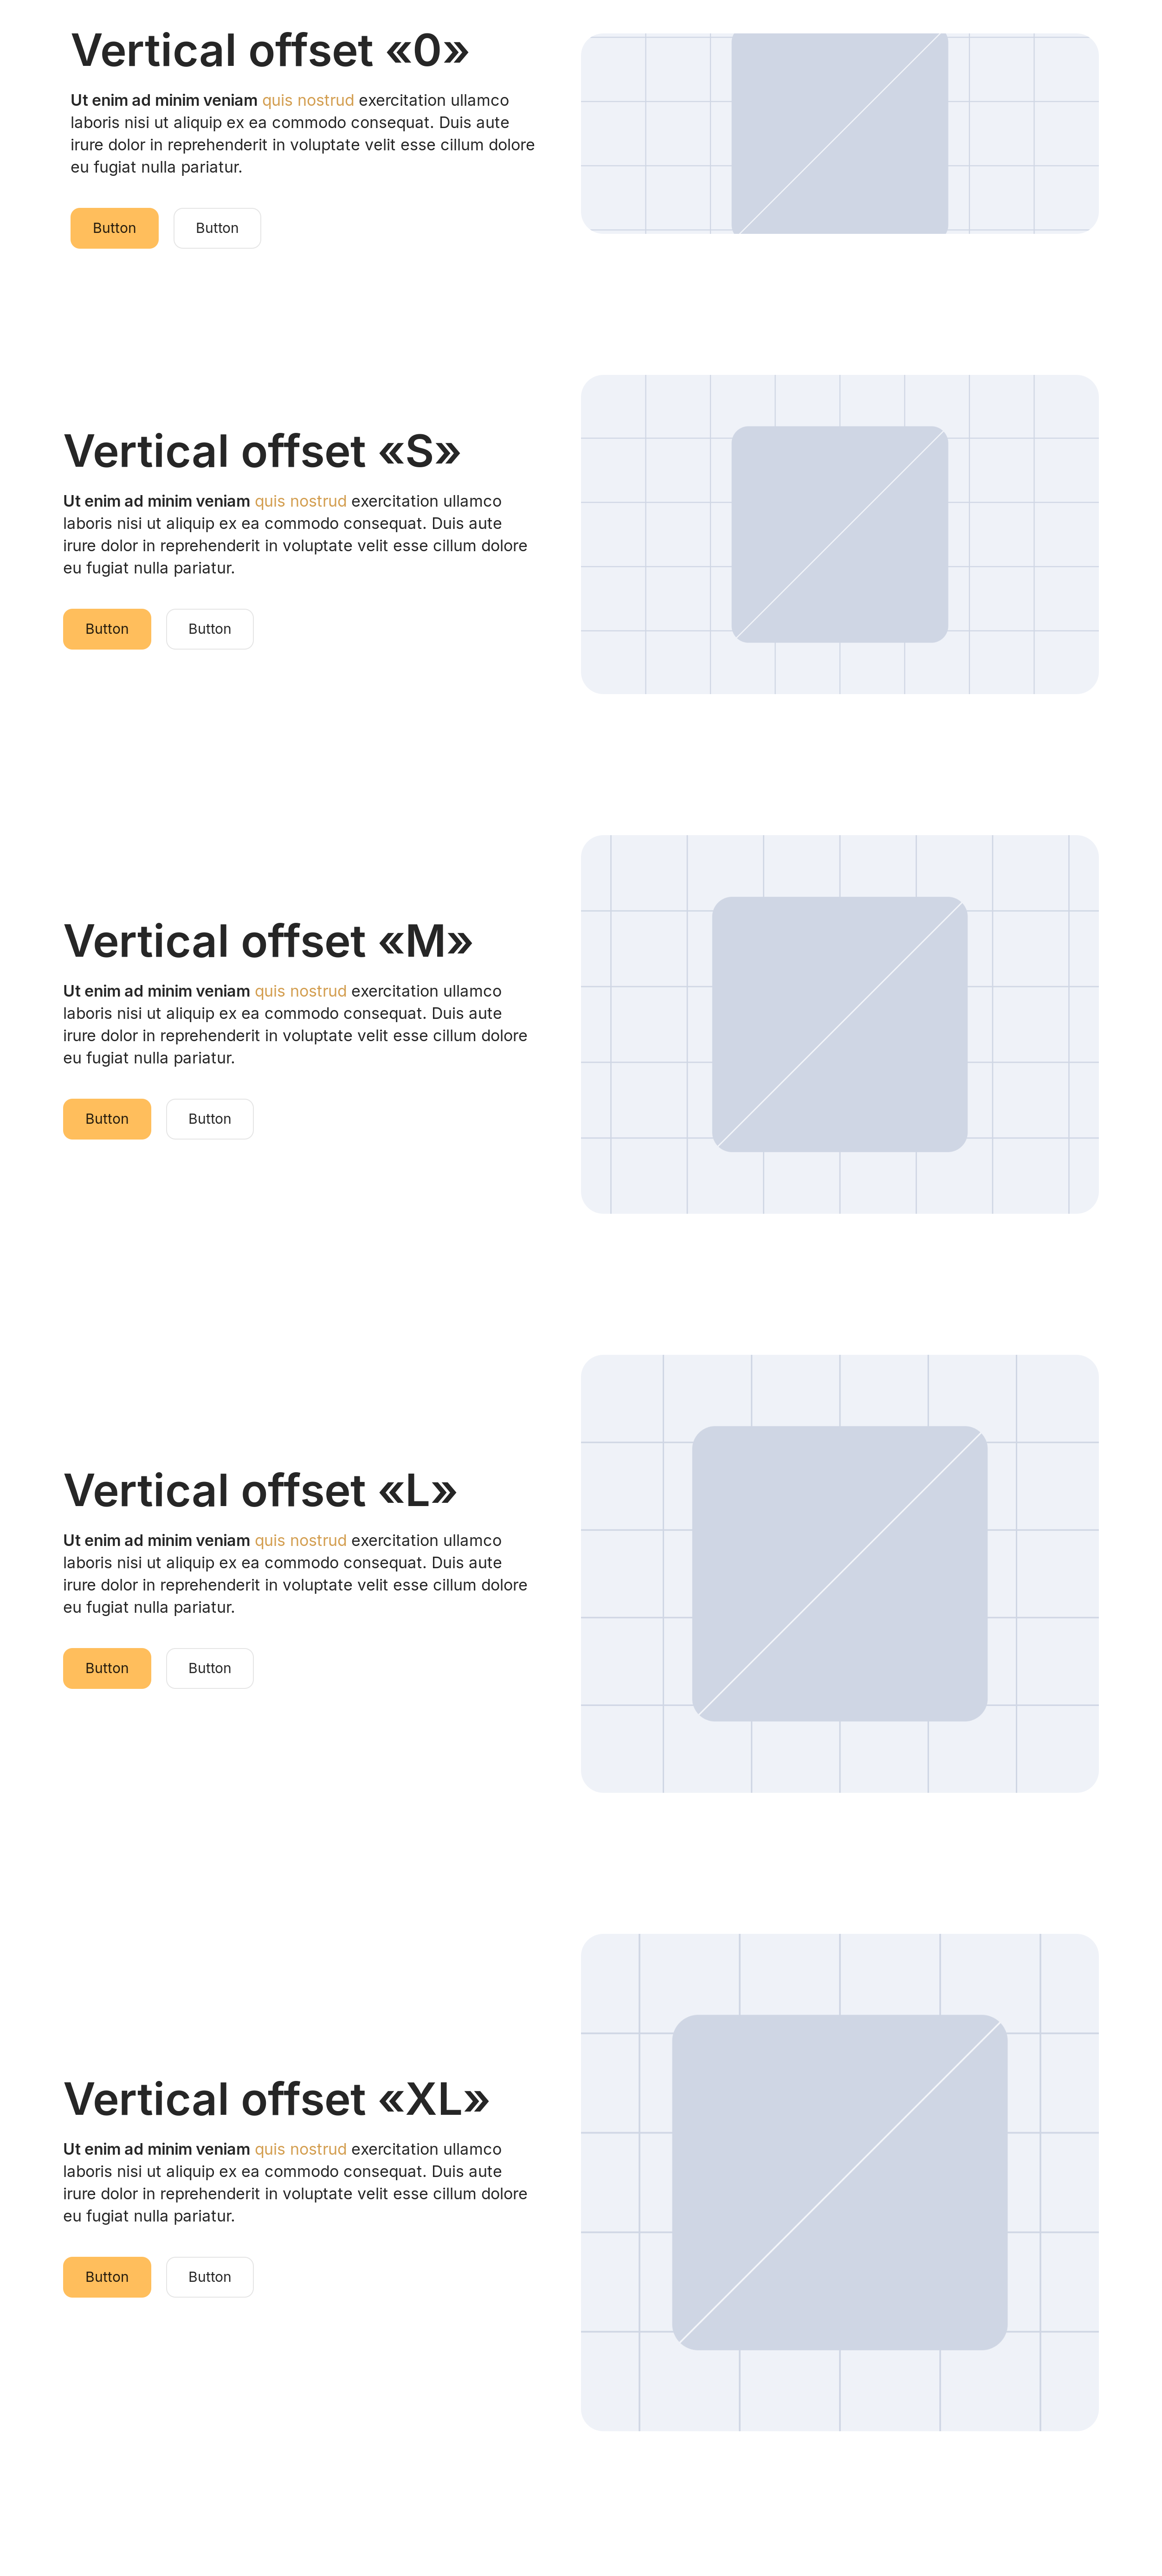 Vertical offset «0»
Ut enim ad minim veniam quis nostrud exercitation ullamco
laboris nisi ut aliquip ex ea commodo consequat. Duis aute
irure dolor in reprehenderit in voluptate velit esse cillum dolore
eu fugiat nulla pariatur.
Button Button
Vertical offset «S»
Ut enim ad minim veniam quis nostrud exercitation ullamco
laboris nisi ut aliquip ex ea commodo consequat. Duis aute
irure dolor in reprehenderit in voluptate velit esse cillum dolore
eu fugiat nulla pariatur.
Button Button
Vertical offset «M»
Ut enim ad minim veniam quis nostrud exercitation ullamco
laboris nisi ut aliquip ex ea commodo consequat. Duis aute
irure dolor in reprehenderit in voluptate velit esse cillum dolore
eu fugiat nulla pariatur.
Button Button
Vertical offset «L»
Ut enim ad minim veniam quis nostrud exercitation ullamco
laboris nisi ut aliquip ex ea commodo consequat. Duis aute
irure dolor in reprehenderit in voluptate velit esse cillum dolore
eu fugiat nulla pariatur.
Button Button
Vertical offset «XL»
Ut enim ad minim veniam quis nostrud exercitation ullamco
laboris nisi ut aliquip ex ea commodo consequat. Duis aute
irure dolor in reprehenderit in voluptate velit esse cillum dolore
eu fugiat nulla pariatur.
Button Button